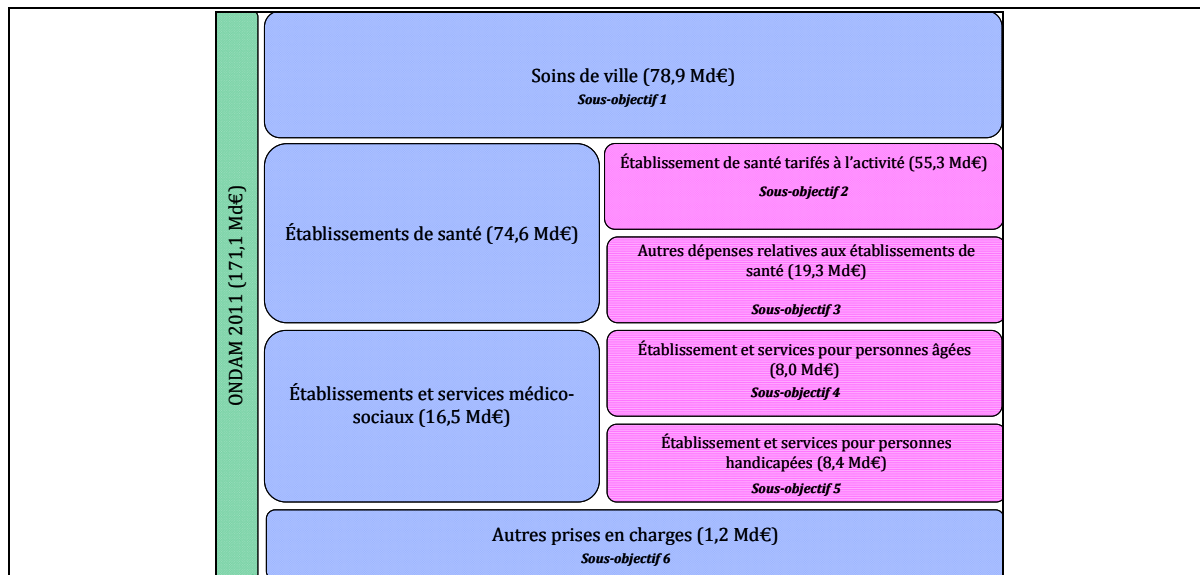 ONDAM 2011 (171,1 Md€)
Soins de ville (78,9 Md€)
Sous-objectif 1
Établissements de santé (74,6 Md€)
Établissement de santé tarifés à l’activité (55,3 Md€)
Sous-objectif 2
Autres dépenses relatives aux établissements de
santé (19,3 Md€)
Sous-objectif 3
Établissements et services médico-
sociaux (16,5 Md€)
Établissement et services pour personnes âgées
(8,0 Md€)
Sous-objectif 4
Établissement et services pour personnes
handicapées (8,4 Md€)
Sous-objectif 5
Autres prises en charges (1,2 Md€)
Sous-objectif 6